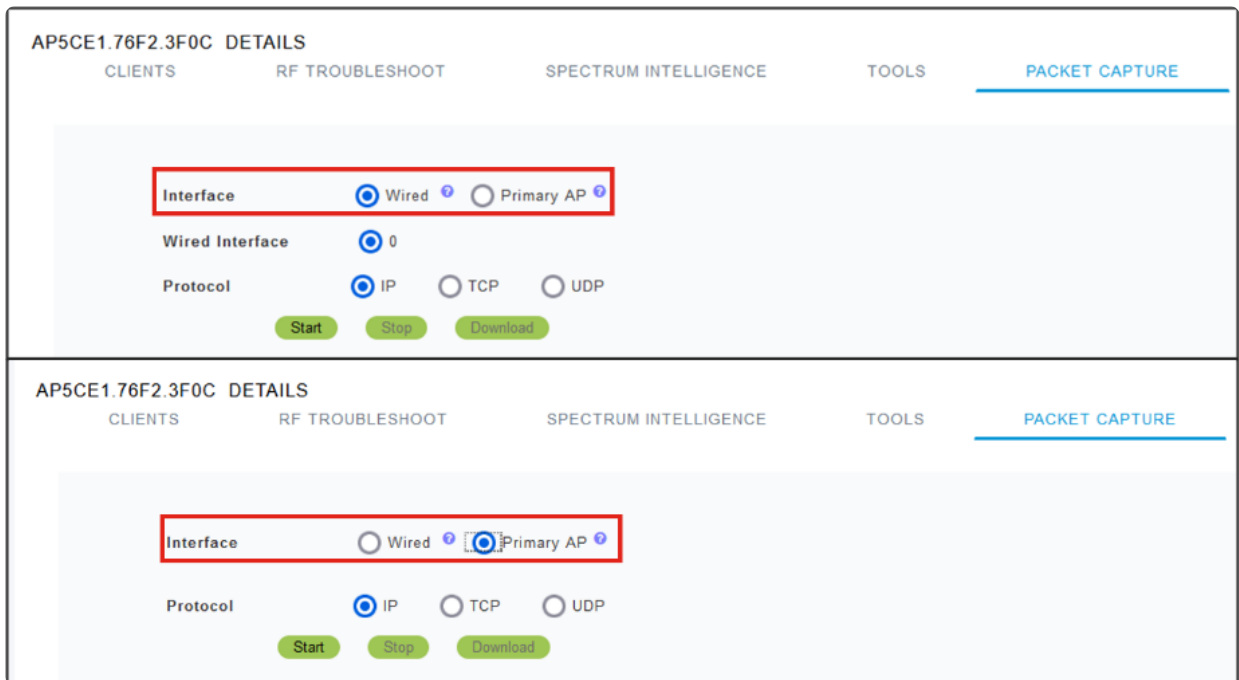 AP5CE1.76F2.3F0C DETAILS
CLIENTS RF TROUBLESHOOT SPECTRUM INTELLIGENCE TOOLS PACKET CAPTURE
Interface Wired ? Primary AP ?
Wired Interface 0
Protocol IP TCP UDP
Start Stop Download
AP5CE1.76F2.3F0C DETAILS
CLIENTS RF TROUBLESHOOT SPECTRUM INTELLIGENCE TOOLS PACKET CAPTURE
Interface Wired ? Primary AP ?
Protocol IP TCP UDP
Start Stop Download